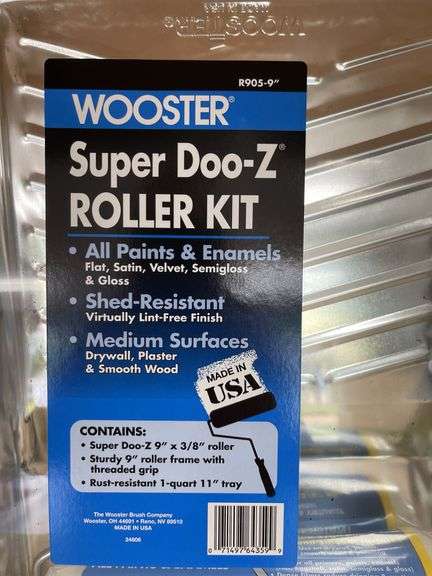 WOOSTER®
R905-9"
WOOSTER®
Super Doo-Z®
ROLLER KIT
• All Paints & Enamels
Flat, Satin, Velvet, Semigloss
& Gloss
• Shed-Resistant
Virtually Lint-Free Finish
• Medium Surfaces
Drywall, Plaster
& Smooth Wood
MADE IN
USA
CONTAINS:
• Super Doo-Z 9" x 3/8" roller
• Sturdy 9" roller frame with
threaded grip
• Rust-resistant 1-quart 11" tray
The Wooster Brush Company
Wooster, OH 44691 • Reno, NV 89510
MADE IN USA
24606
0 71497 64359 9